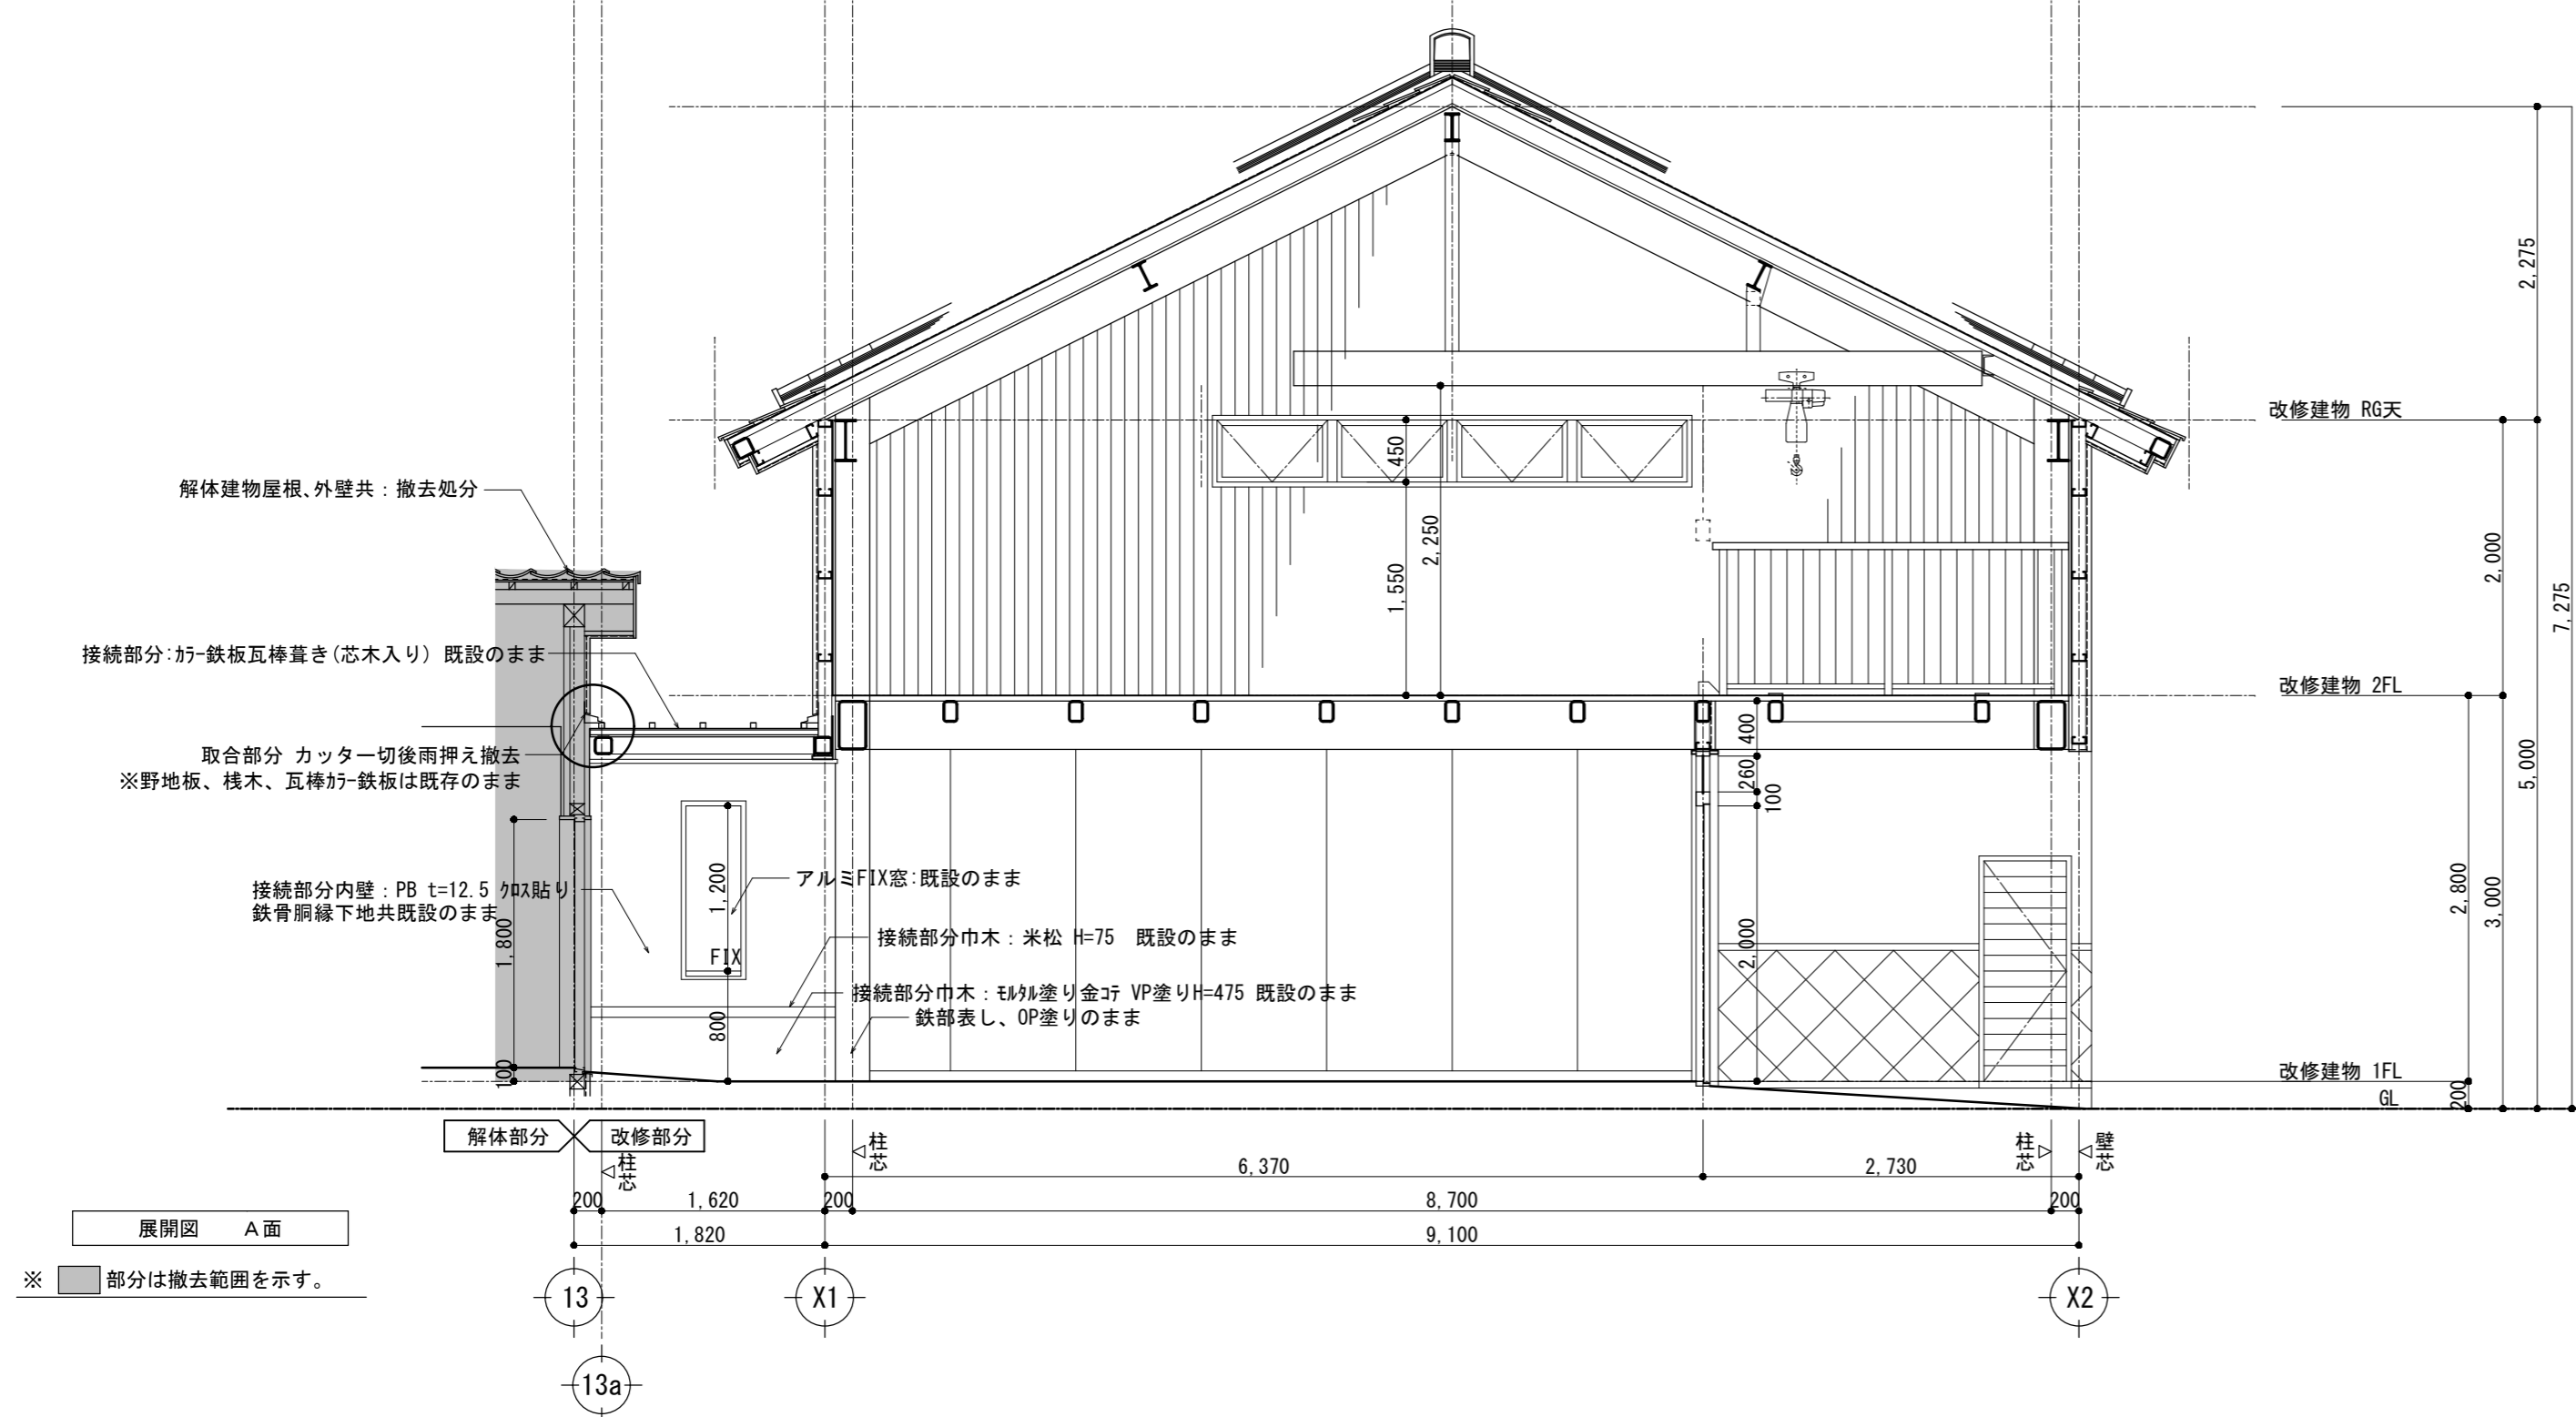 2,275
改修建物 RG天
解体建物屋根、外壁共：撤去処分
450
2,250
1,550
2,000
7,275
接続部分:ｶﾗｰ鉄板瓦棒葺き(芯木入り) 既設のまま
改修建物 2FL
400
取合部分 カッター切後雨押え撤去
※野地板、桟木、瓦棒ｶﾗｰ鉄板は既存のまま
260
100
5,000
接続部分内壁：PB t=12.5 ｸﾛｽ貼り
鉄骨胴縁下地共既設のまま
1,800
1,200
アルミFIX窓:既設のまま
FIX
接続部分巾木：米松 H=75 既設のまま
2,000
2,800
3,000
接続部分巾木：ﾓﾙﾀﾙ塗り金ｺﾃ VP塗りH=475 既設のまま
鉄部表し、OP塗りのまま
800
100
改修建物 1FL
GL
200
解体部分
改修部分
柱芯
柱芯
柱芯
壁芯
6,370
2,730
200
1,620
200
8,700
200
1,820
9,100
展開図 A面
※ 部分は撤去範囲を示す。
13
X1
X2
13a